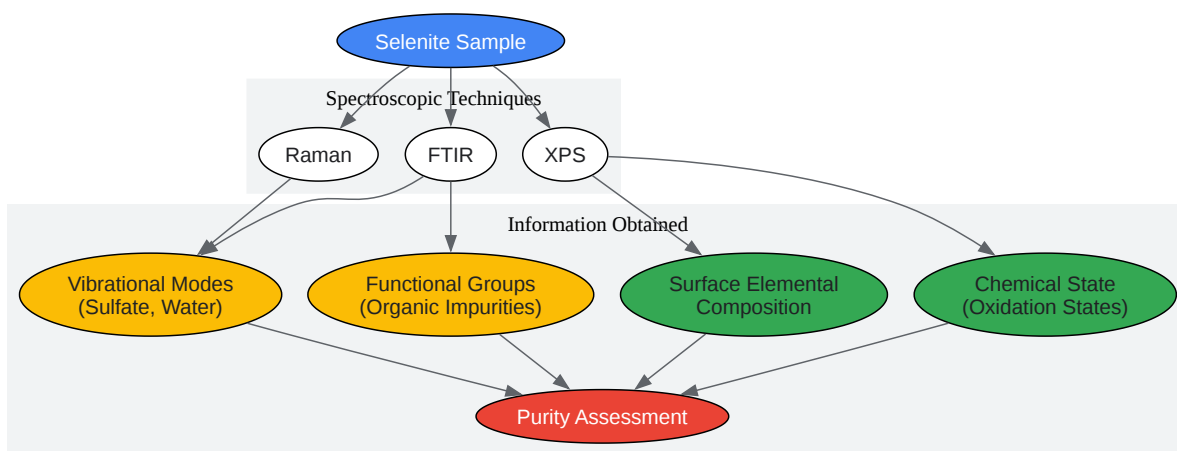 Selenite Sample
Spectroscopic Techniques
Raman
FTIR
XPS
Information Obtained
Vibrational Modes
(Sulfate, Water)
Functional Groups
(Organic Impurities)
Surface Elemental
Composition
Chemical State
(Oxidation States)
Purity Assessment